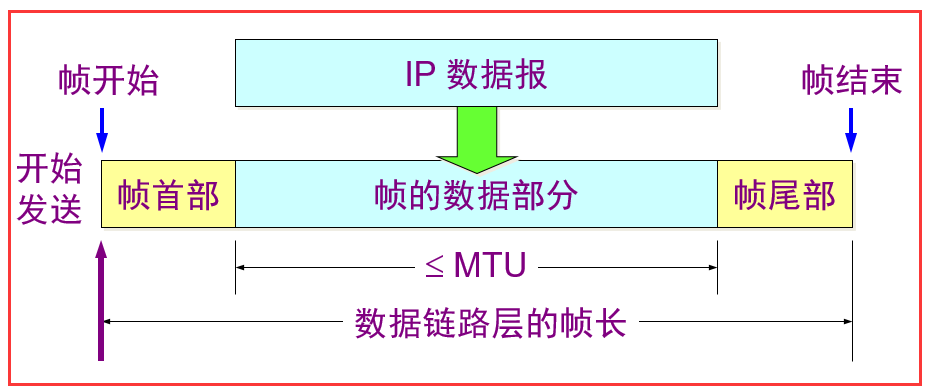 IP 数据报
帧开始
帧结束
开始
发送
帧首部
帧的数据部分
帧尾部
≤ MTU
数据链路层的帧长